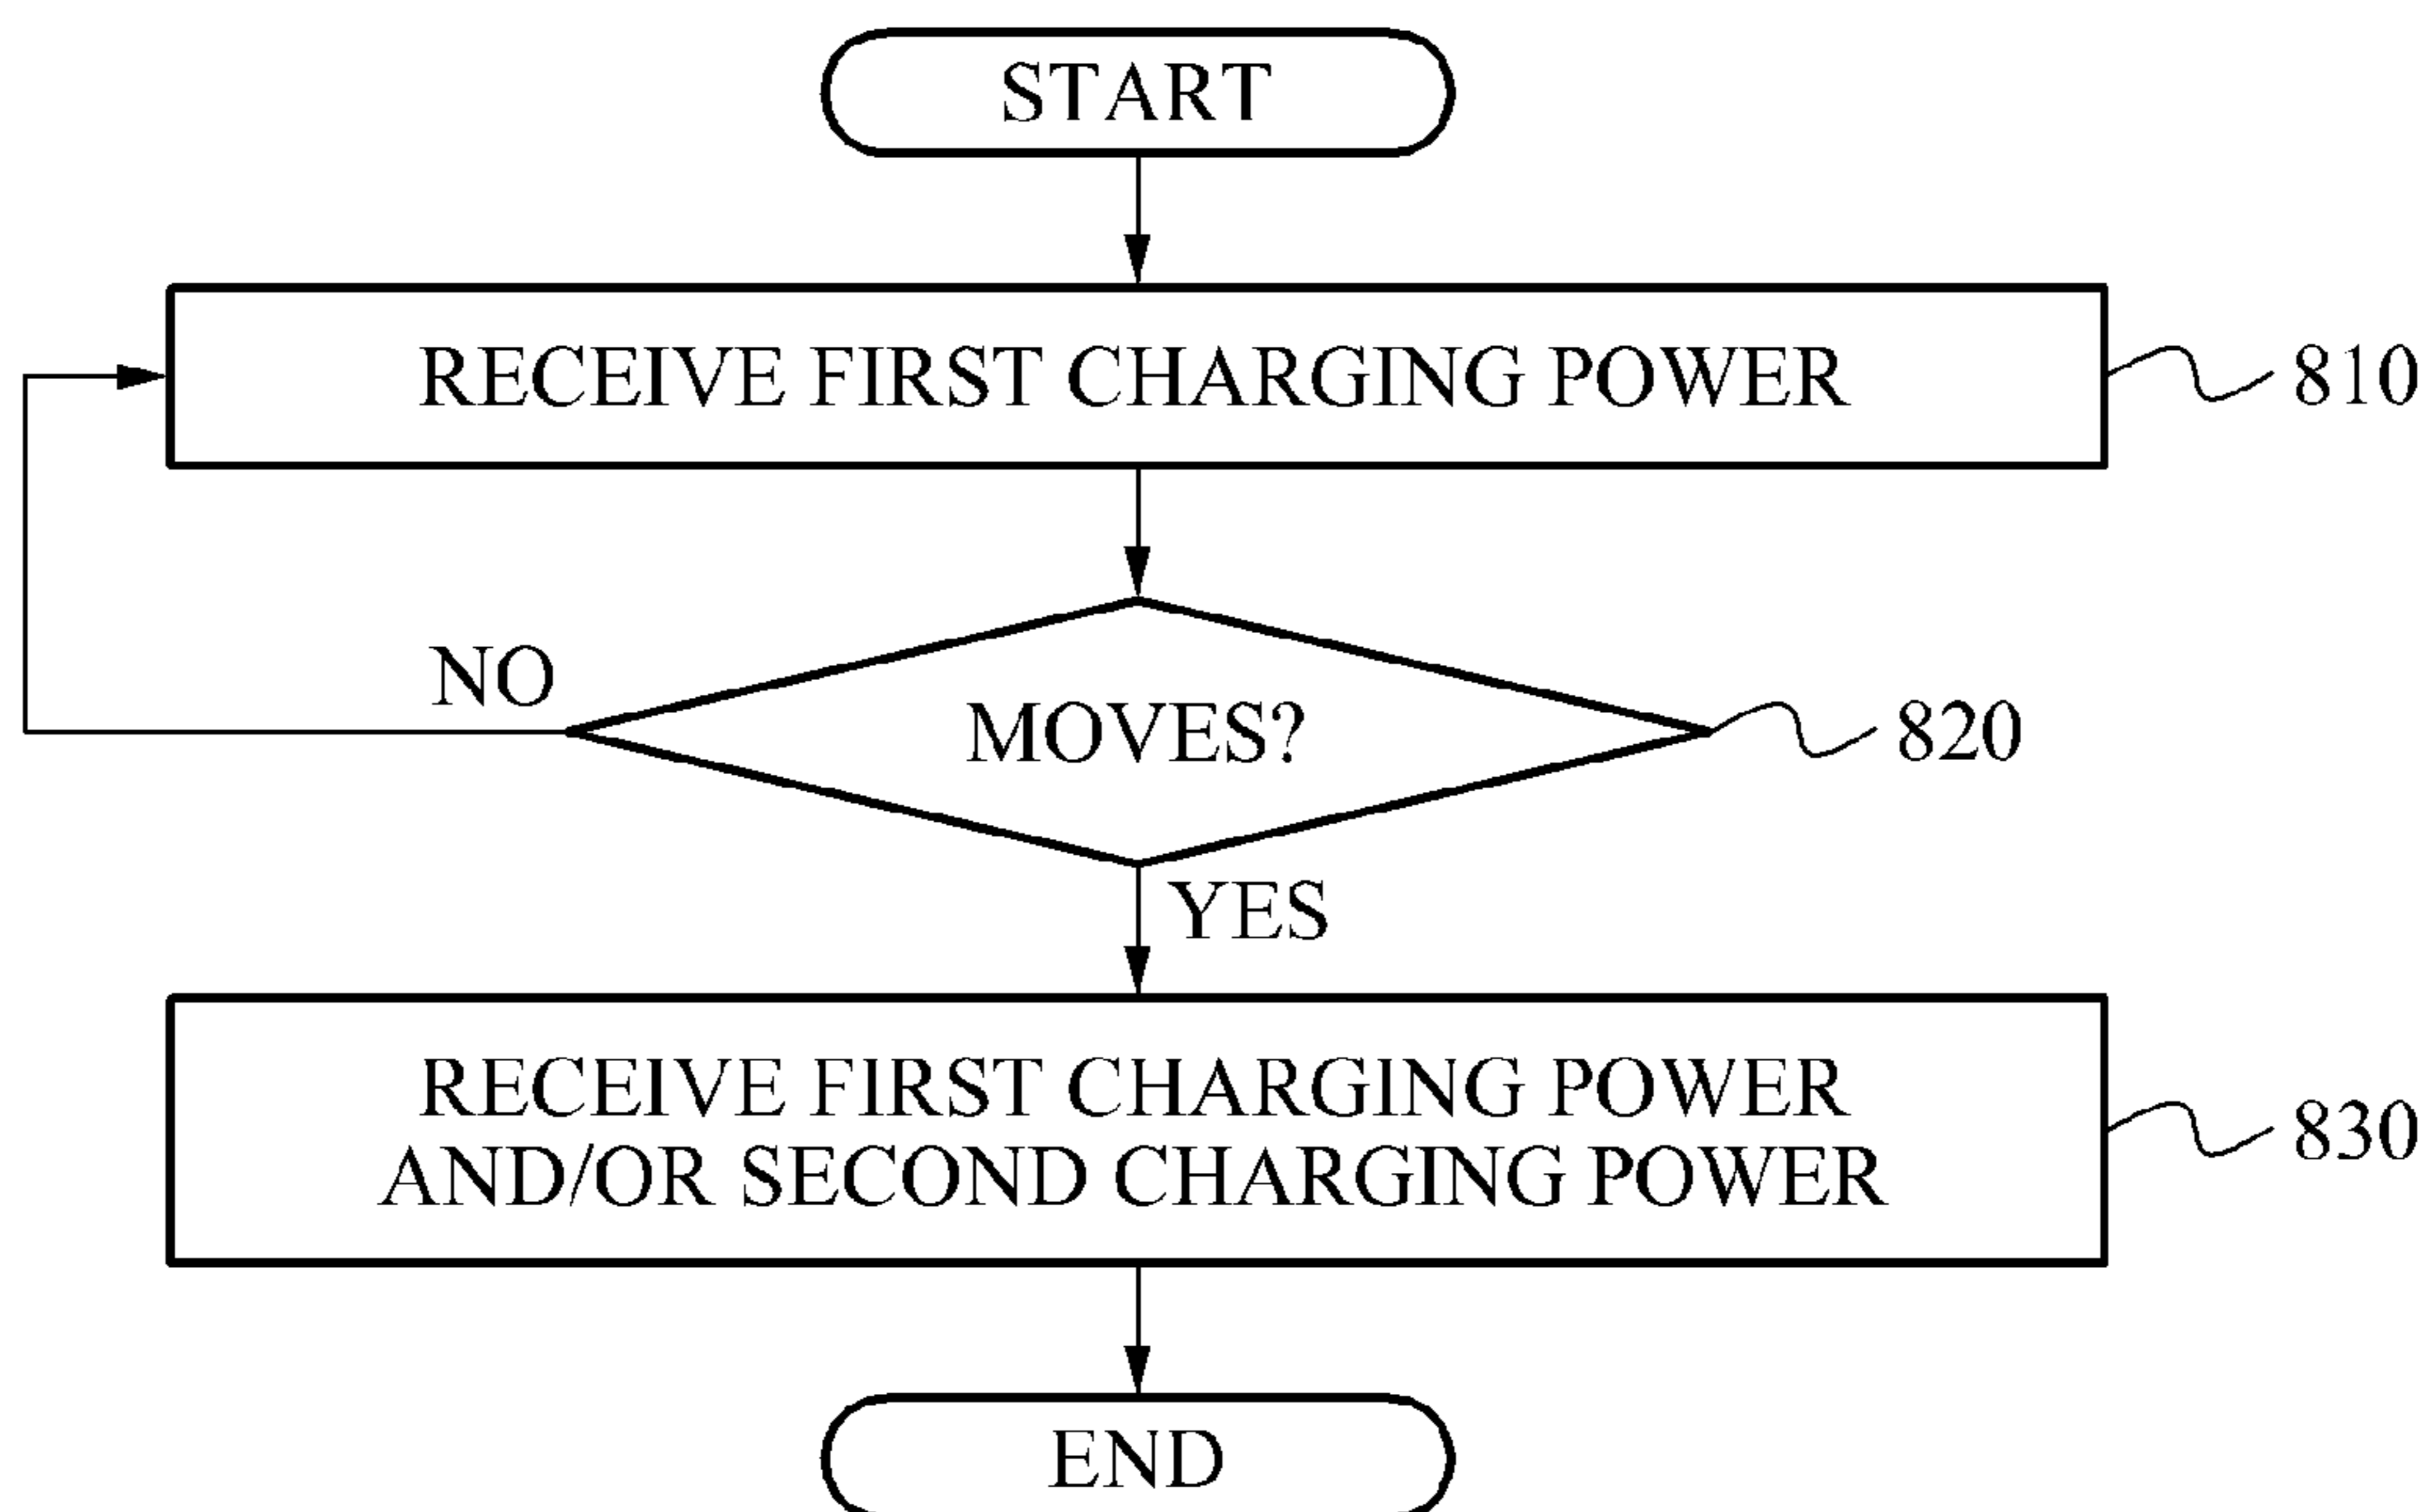 START
RECEIVE FIRST CHARGING POWER
810
NO
MOVES?
820
YES
RECEIVE FIRST CHARGING POWER
AND/OR SECOND CHARGING POWER
830
END